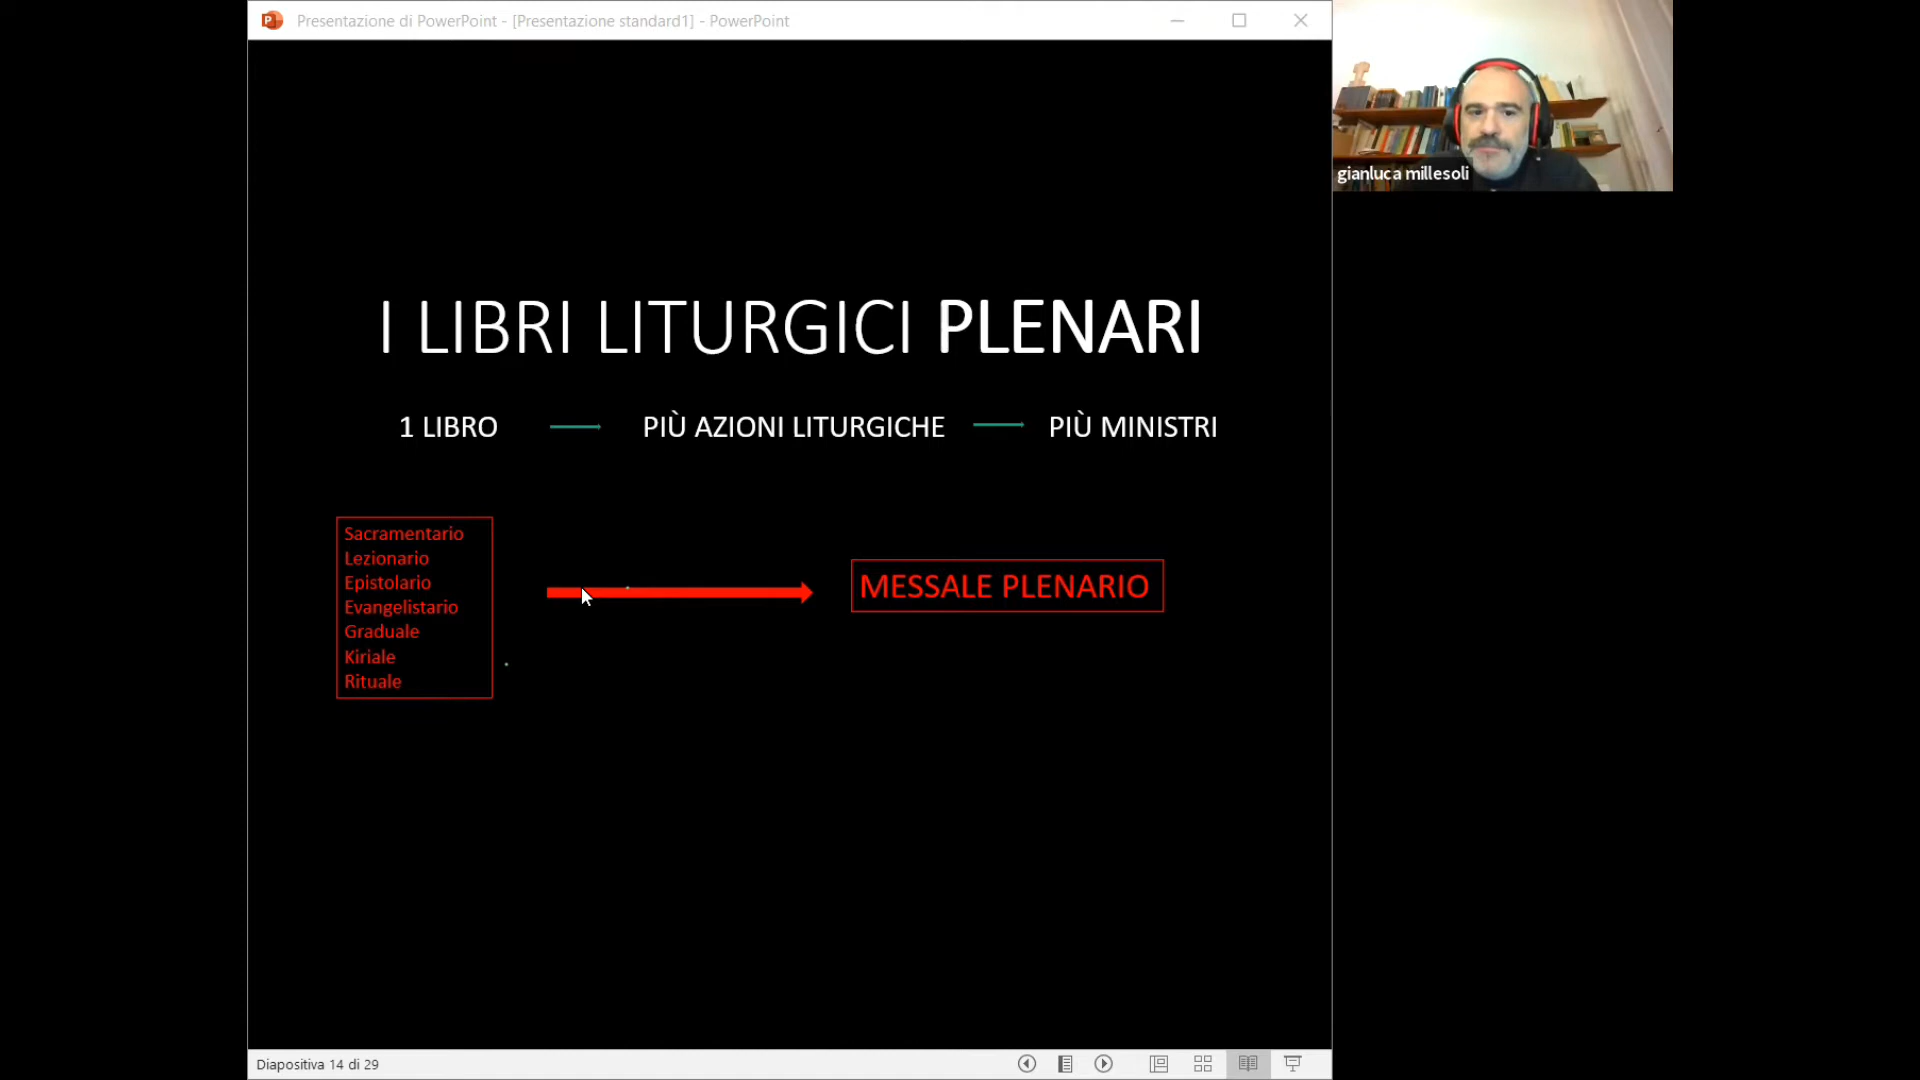 Presentazione di PowerPoint - [Presentazione standard1] - PowerPoint
gianluca millesoli
I LIBRI LITURGICI PLENARI
1 LIBRO PIÙ AZIONI LITURGICHE PIÙ MINISTRI
Sacramentario
Lezionario
Epistolario
Evangelistario
Graduale
Kiriale
Rituale
MESSALE PLENARIO
Diapositiva 14 di 29